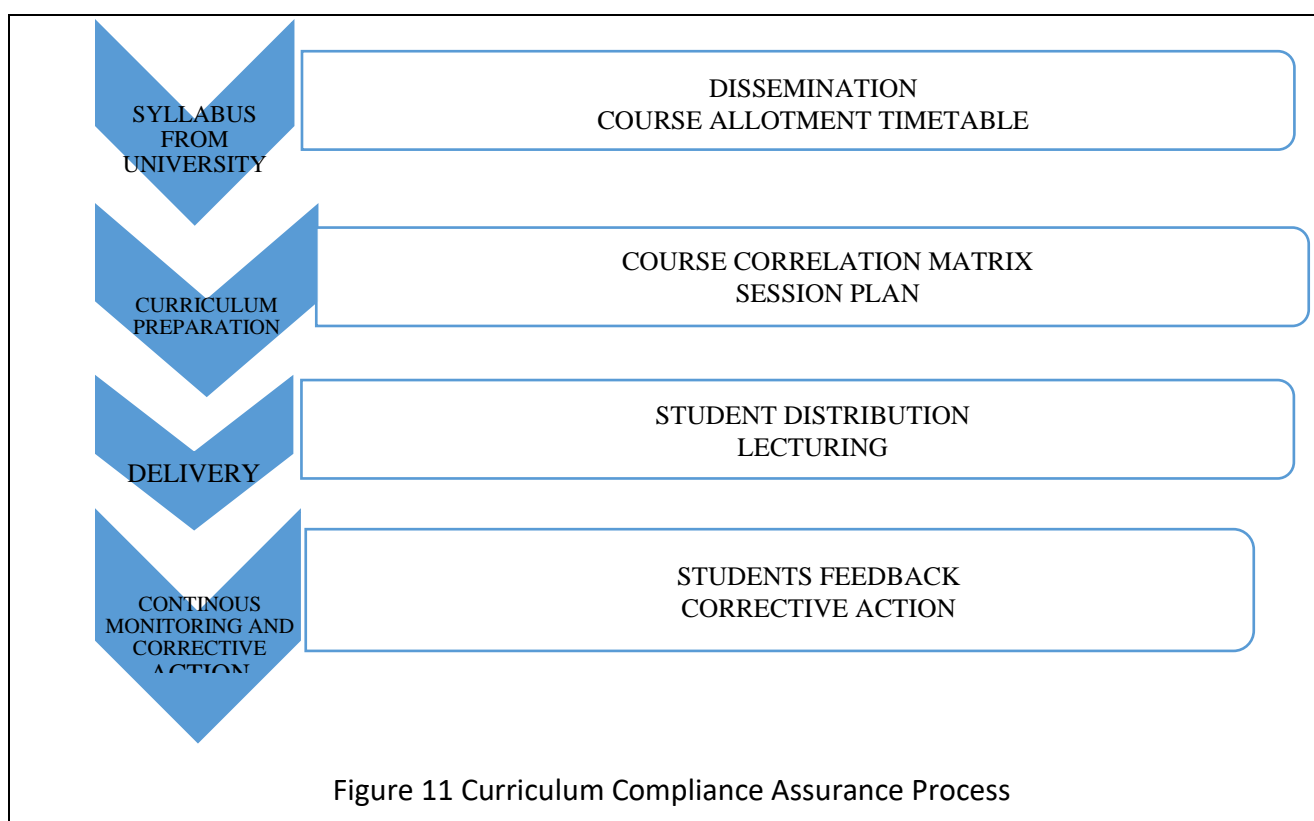 SYLLABUS
FROM
UNIVERSITY
DISSEMINATION
COURSE ALLOTMENT TIMETABLE
CURRICULUM
PREPARATION
COURSE CORRELATION MATRIX
SESSION PLAN
DELIVERY
STUDENT DISTRIBUTION
LECTURING
CONTINOUS
MONITORING AND
CORRECTIVE
ACTION
STUDENTS FEEDBACK
CORRECTIVE ACTION
Figure 11 Curriculum Compliance Assurance Process